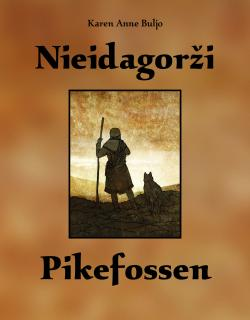 Karen Anne Buljo
Nieidagorži
Pikefossen